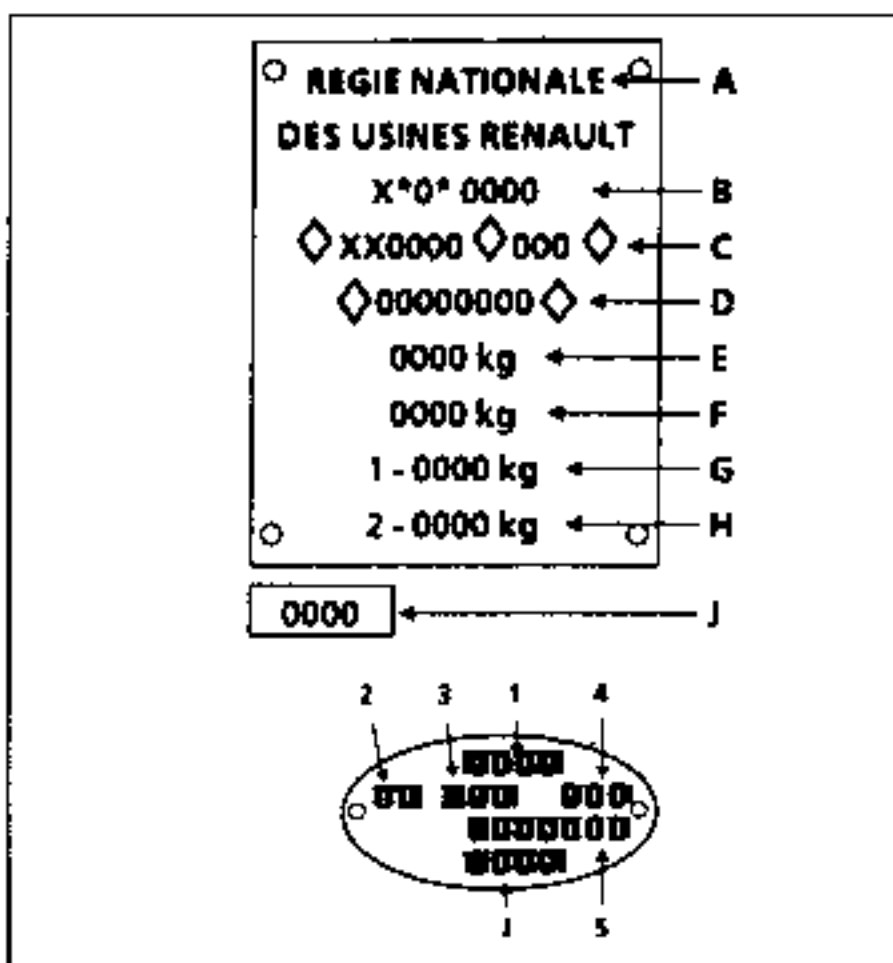 REGIE NATIONALE A
DES USINES RENAULT
X*0* 0000 B
◇XX0000◇000◇ C
◇00000000◇ D
0000 kg E
0000 kg F
1 - 0000 kg G
2 - 0000 kg H
0000 J
2 3 1 4
J 5